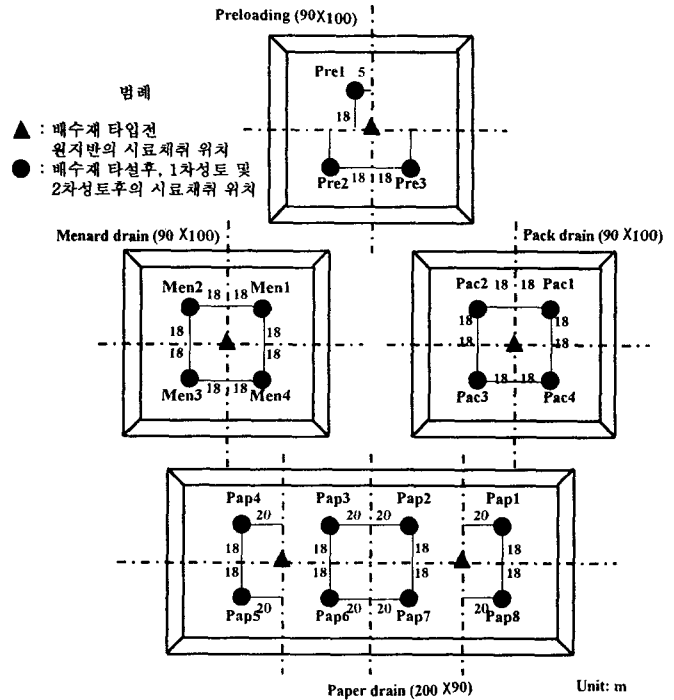 Preloading (90X100)
Pre1 5
18
Pre2 18 18 Pre3
범례
▲ : 배수재 타입전
원지반의 시료채취 위치
● : 배수재 타설후, 1차성토 및
2차성토후의 시료채취 위치
Menard drain (90 X100)
Men2 18 18 Men1
18 18
18 18
Men3 18 18 Men4
Pack drain (90 X100)
Pac2 18 18 Pac1
18 18
18 18
Pac3 18 18 Pac4
Pap4 Pap3 Pap2 Pap1
20 20 20 20
18 18 18 18
18 18 18 18
Pap5 20 Pap6 20 20 Pap7 20 Pap8
Paper drain (200 X90)
Unit: m